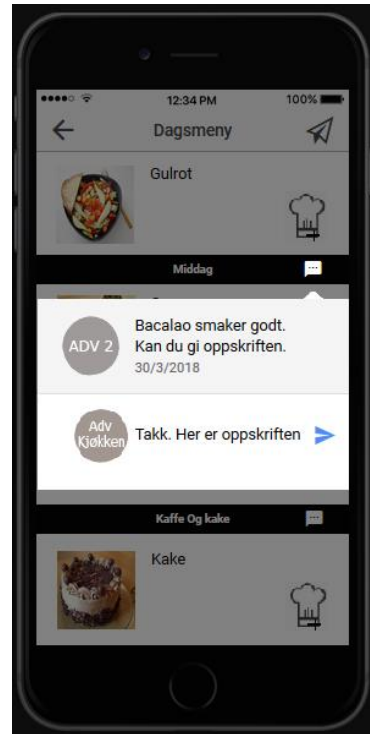 12:34 PM
100%
Dagsmeny
Gulrot
Middag
ADV 2
Bacalao smaker godt.
Kan du gi oppskriften.
30/3/2018
Adv
Kjøkken
Takk. Her er oppskriften
Kaffe Og kake
Kake